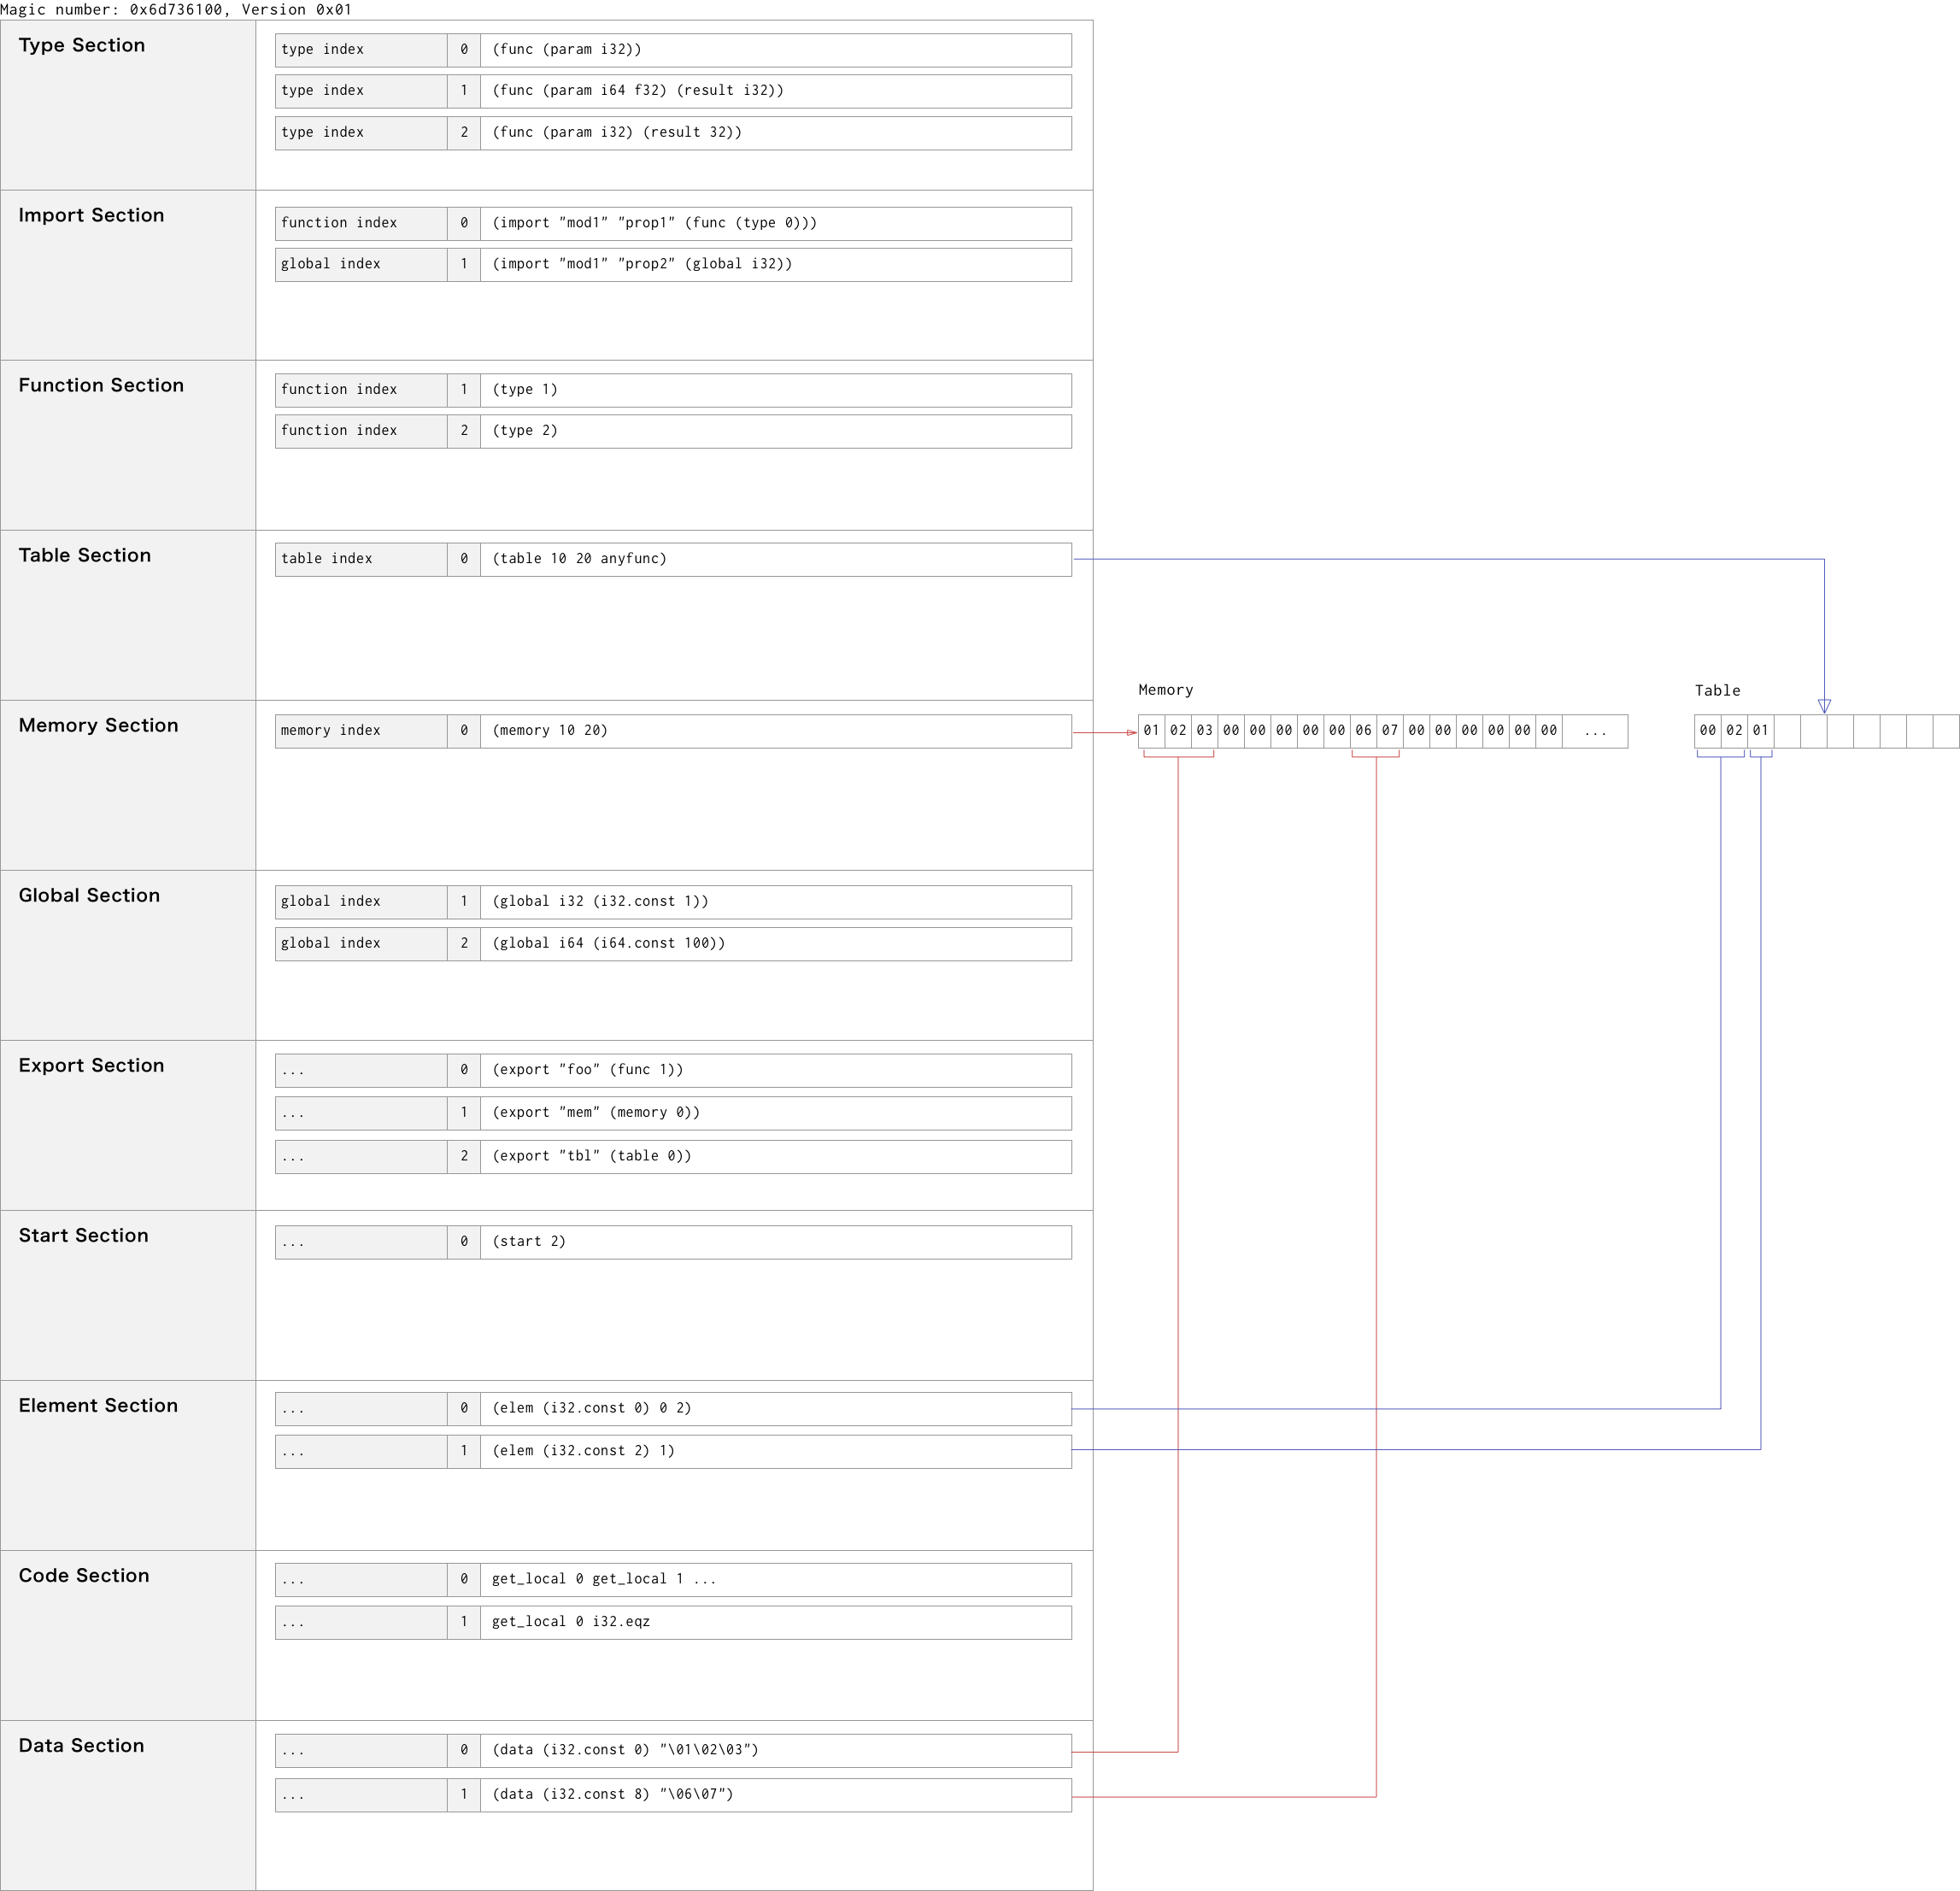 Magic number: 0x6d736100, Version 0x01
Type Section
type index 0 (func (param i32))
type index 1 (func (param i64 f32) (result i32))
type index 2 (func (param i32) (result 32))
Import Section
function index 0 (import "mod1" "prop1" (func (type 0)))
global index 1 (import "mod1" "prop2" (global i32))
Function Section
function index 1 (type 1)
function index 2 (type 2)
Table Section
table index 0 (table 10 20 anyfunc)
Memory Section
memory index 0 (memory 10 20)
Memory
01 02 03 00 00 00 00 00 06 07 00 00 00 00 00 00 ...
Table
00 02 01
Global Section
global index 1 (global i32 (i32.const 1))
global index 2 (global i64 (i64.const 100))
Export Section
... 0 (export "foo" (func 1))
... 1 (export "mem" (memory 0))
... 2 (export "tbl" (table 0))
Start Section
... 0 (start 2)
Element Section
... 0 (elem (i32.const 0) 0 2)
... 1 (elem (i32.const 2) 1)
Code Section
... 0 get_local 0 get_local 1 ...
... 1 get_local 0 i32.eqz
Data Section
... 0 (data (i32.const 0) "\01\02\03")
... 1 (data (i32.const 8) "\06\07")